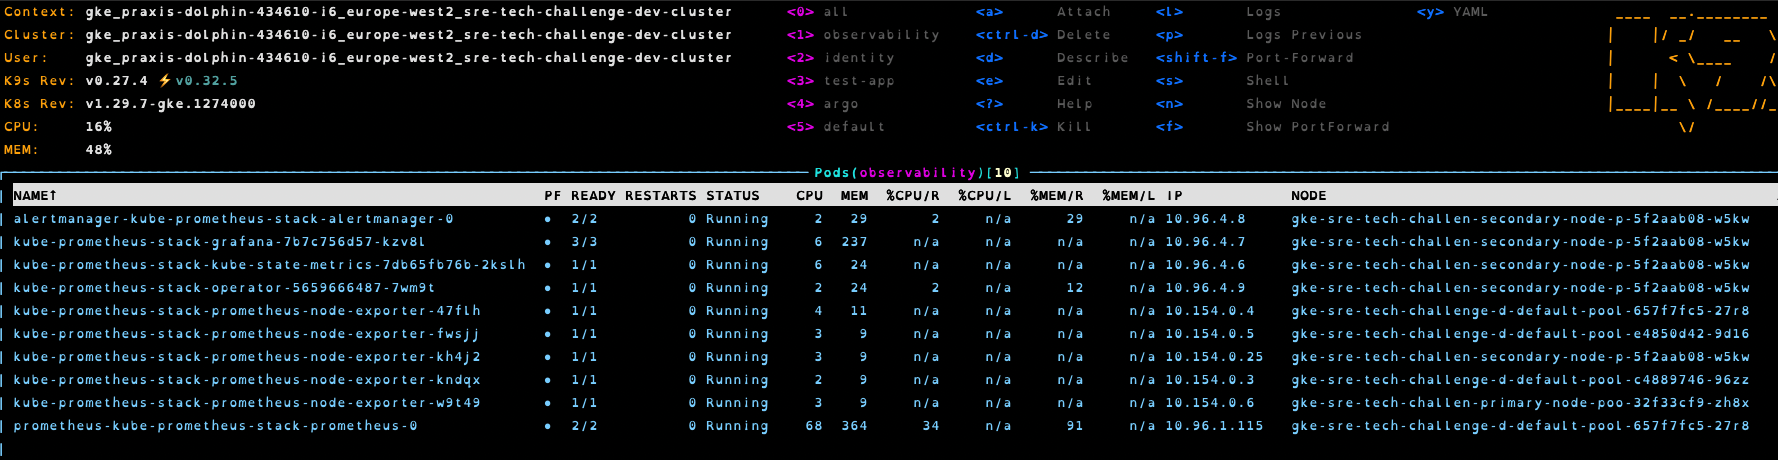 Context: gke_praxis-dolphin-434610-i6_europe-west2_sre-tech-challenge-dev-cluster <0> all <a> Attach <l> Logs <y> YAML
Cluster: gke_praxis-dolphin-434610-i6_europe-west2_sre-tech-challenge-dev-cluster <1> observability <ctrl-d> Delete <p> Logs Previous
User: gke_praxis-dolphin-434610-i6_europe-west2_sre-tech-challenge-dev-cluster <2> identity <d> Describe <shift-f> Port-Forward
K9s Rev: v0.27.4 ⚡v0.32.5 <3> test-app <e> Edit <s> Shell
K8s Rev: v1.29.7-gke.1274000 <4> argo <?> Help <n> Show Node
CPU: 16% <5> default <ctrl-k> Kill <f> Show PortForward
MEM: 48%
Pods(observability)[10]
NAME↑ PF READY RESTARTS STATUS CPU MEM %CPU/R %CPU/L %MEM/R %MEM/L IP NODE
alertmanager-kube-prometheus-stack-alertmanager-0 ● 2/2 0 Running 2 29 2 n/a 29 n/a 10.96.4.8 gke-sre-tech-challen-secondary-node-p-5f2aab08-w5kw
kube-prometheus-stack-grafana-7b7c756d57-kzv8l ● 3/3 0 Running 6 237 n/a n/a n/a n/a 10.96.4.7 gke-sre-tech-challen-secondary-node-p-5f2aab08-w5kw
kube-prometheus-stack-kube-state-metrics-7db65fb76b-2kslh ● 1/1 0 Running 6 24 n/a n/a n/a n/a 10.96.4.6 gke-sre-tech-challen-secondary-node-p-5f2aab08-w5kw
kube-prometheus-stack-operator-5659666487-7wm9t ● 1/1 0 Running 2 24 2 n/a 12 n/a 10.96.4.9 gke-sre-tech-challen-secondary-node-p-5f2aab08-w5kw
kube-prometheus-stack-prometheus-node-exporter-47flh ● 1/1 0 Running 4 11 n/a n/a n/a n/a 10.154.0.4 gke-sre-tech-challenge-d-default-pool-657f7fc5-27r8
kube-prometheus-stack-prometheus-node-exporter-fwsjj ● 1/1 0 Running 3 9 n/a n/a n/a n/a 10.154.0.5 gke-sre-tech-challenge-d-default-pool-e4850d42-9d16
kube-prometheus-stack-prometheus-node-exporter-kh4j2 ● 1/1 0 Running 3 9 n/a n/a n/a n/a 10.154.0.25 gke-sre-tech-challen-secondary-node-p-5f2aab08-w5kw
kube-prometheus-stack-prometheus-node-exporter-kndqx ● 1/1 0 Running 2 9 n/a n/a n/a n/a 10.154.0.3 gke-sre-tech-challenge-d-default-pool-c4889746-96zz
kube-prometheus-stack-prometheus-node-exporter-w9t49 ● 1/1 0 Running 3 9 n/a n/a n/a n/a 10.154.0.6 gke-sre-tech-challen-primary-node-poo-32f33cf9-zh8x
prometheus-kube-prometheus-stack-prometheus-0 ● 2/2 0 Running 68 364 34 n/a 91 n/a 10.96.1.115 gke-sre-tech-challenge-d-default-pool-657f7fc5-27r8